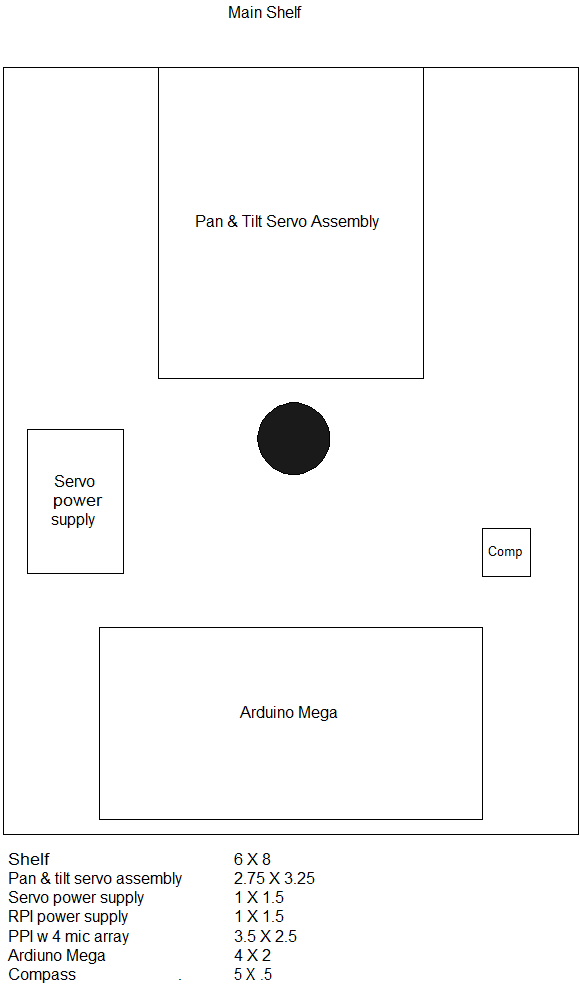 Main Shelf
Pan & Tilt Servo Assembly
Servo
power
supply
Comp
Arduino Mega
Shelf 6 X 8
Pan & tilt servo assembly 2.75 X 3.25
Servo power supply 1 X 1.5
RPI power supply 1 X 1.5
PPI w 4 mic array 3.5 X 2.5
Ardiuno Mega 4 X 2
Compass . 5 X .5